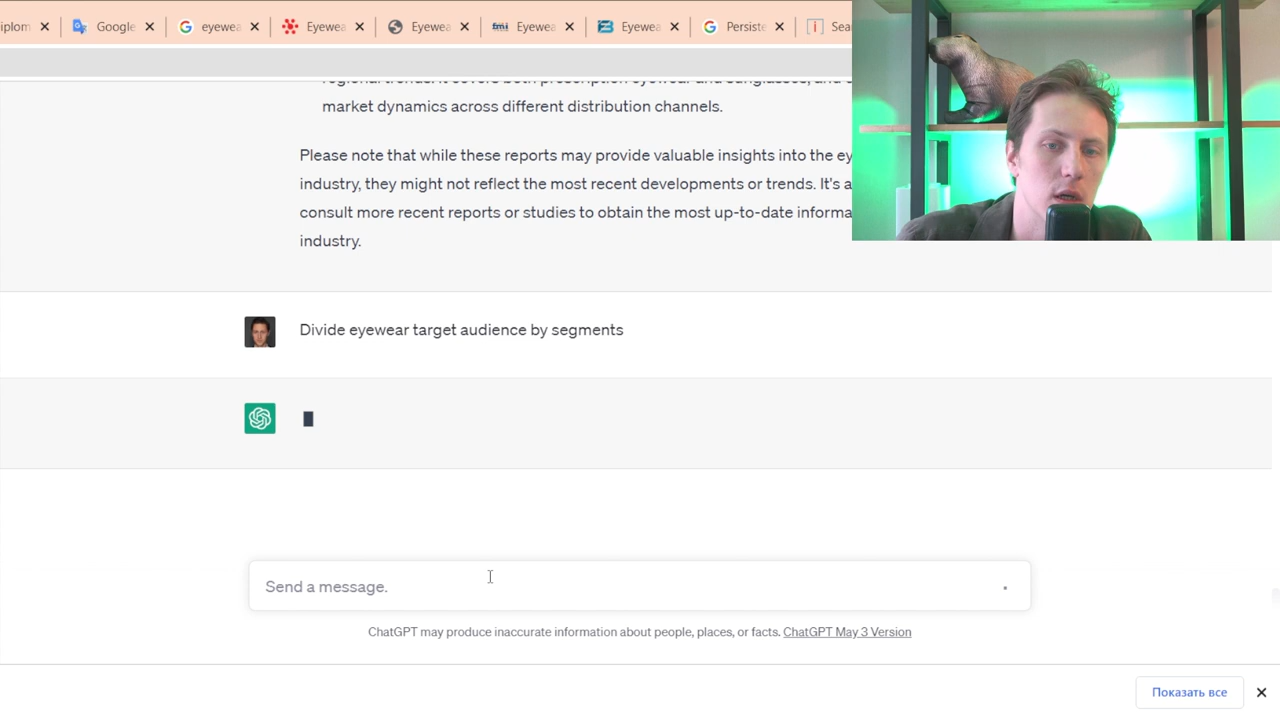 iplom
Google
eyewea
Eyewea
Eyewea
fmi
Eyewea
Eyewea
Persiste
Sea
market dynamics across different distribution channels.
Please note that while these reports may provide valuable insights into the ey
industry, they might not reflect the most recent developments or trends. It's a
consult more recent reports or studies to obtain the most up-to-date informa
industry.
Divide eyewear target audience by segments
Send a message.
ChatGPT may produce inaccurate information about people, places, or facts. ChatGPT May 3 Version
Показать все